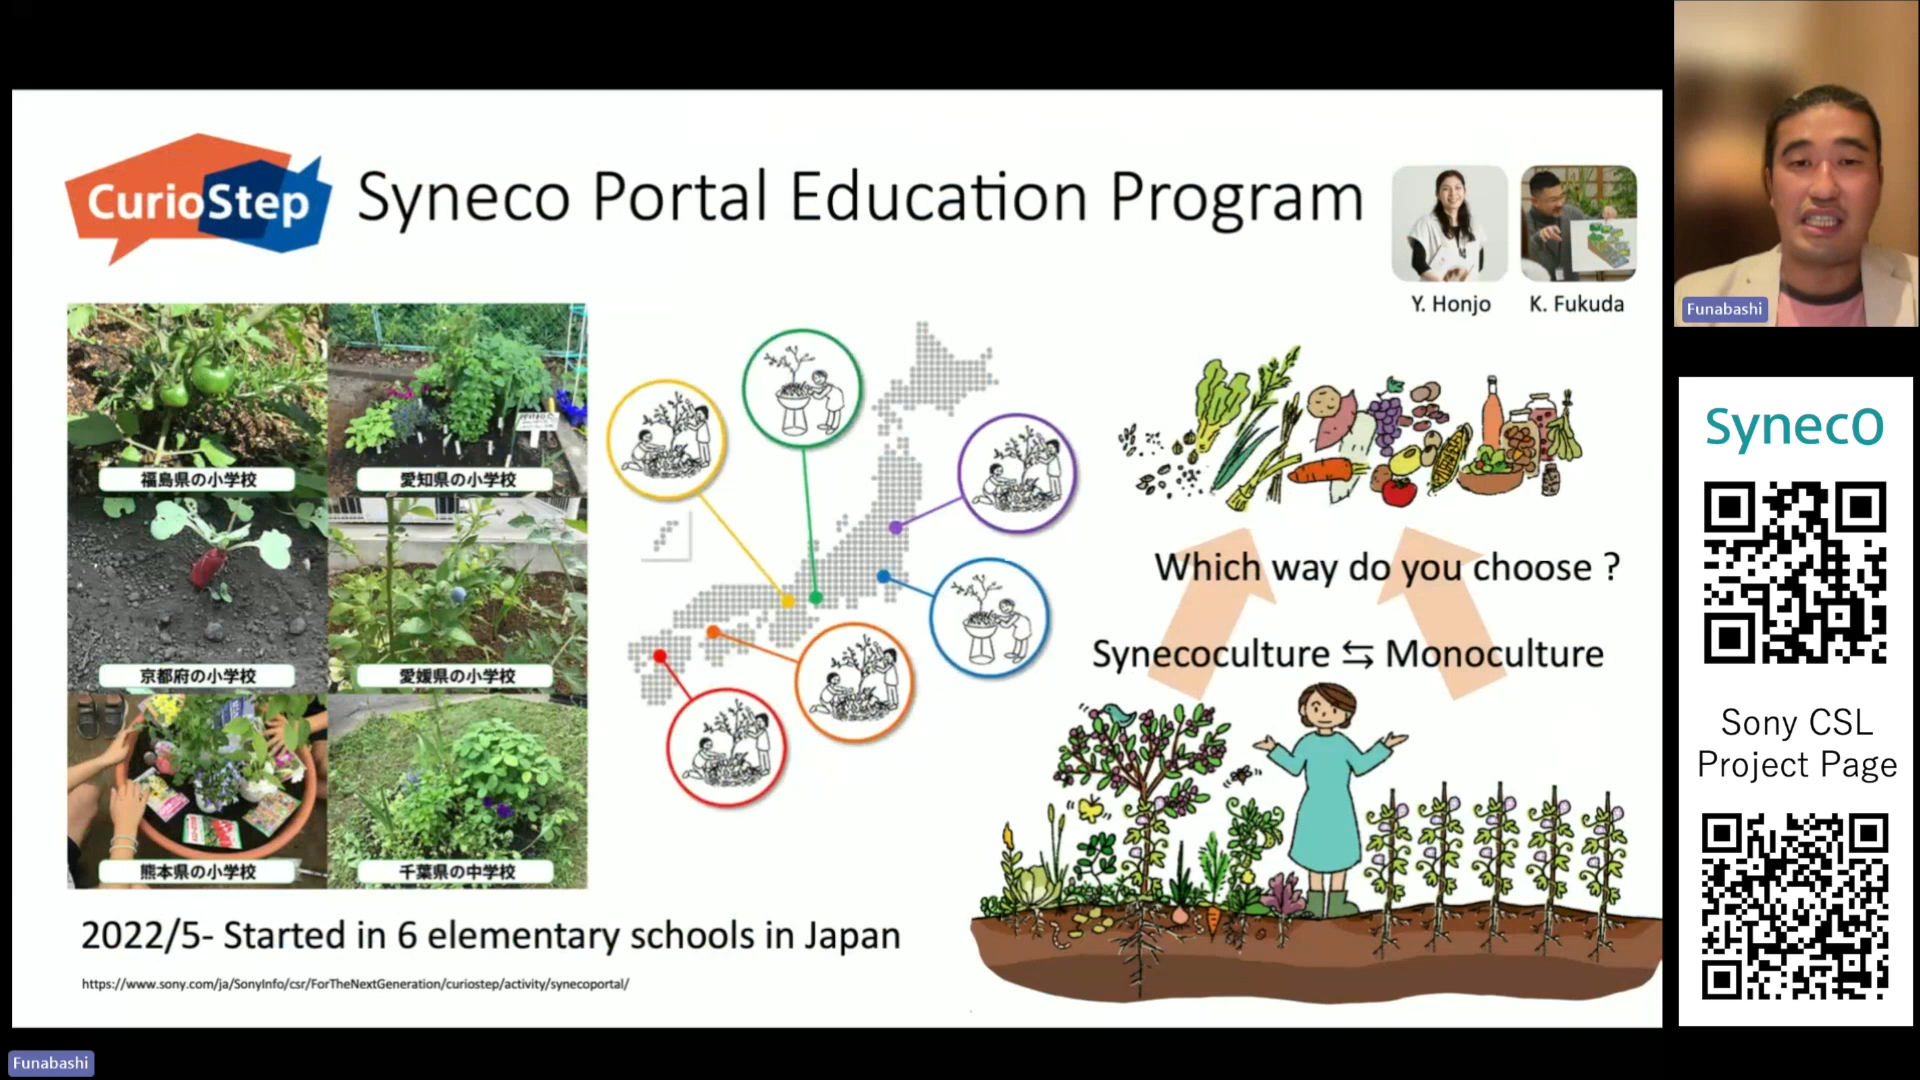 CurioStep
Syneco Portal Education Program
Y. Honjo
K. Fukuda
Funabashi
福島県の小学校
愛知県の小学校
京都府の小学校
愛媛県の小学校
熊本県の小学校
千葉県の中学校
Which way do you choose ?
Synecoculture ⇆ Monoculture
2022/5- Started in 6 elementary schools in Japan
https://www.sony.com/ja/SonyInfo/csr/ForTheNextGeneration/curiostep/activity/synecoportal/
SynecO
Sony CSL
Project Page
Funabashi